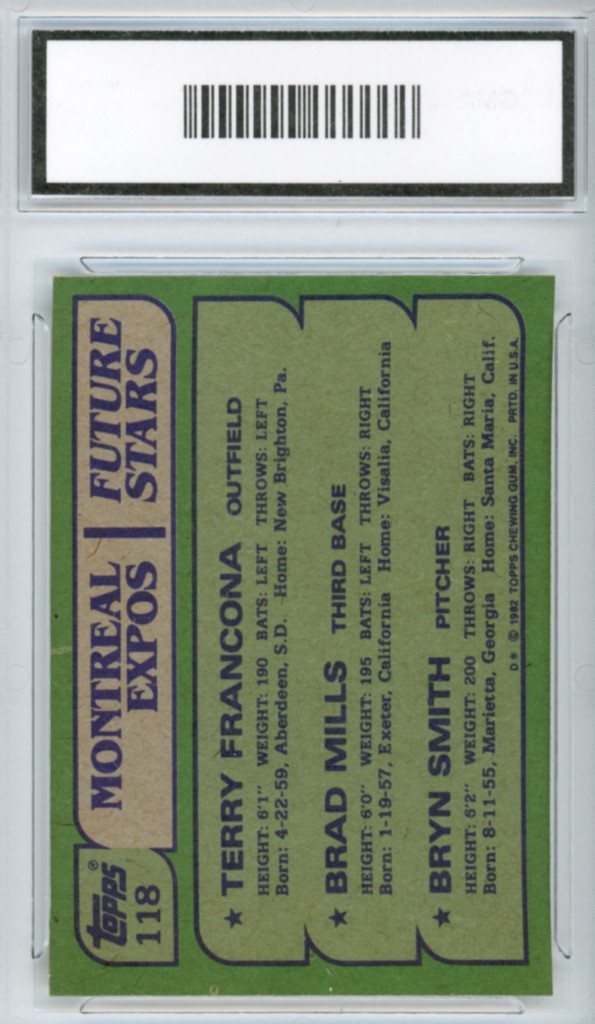 topps®
118
MONTREAL
EXPOS
FUTURE
STARS
★ TERRY FRANCONA OUTFIELD
HEIGHT: 6'1" WEIGHT: 190 BATS: LEFT THROWS: LEFT
Born: 4-22-59, Aberdeen, S.D. Home: New Brighton, Pa.
★ BRAD MILLS THIRD BASE
HEIGHT: 6'0" WEIGHT: 195 BATS: LEFT THROWS: RIGHT
Born: 1-19-57, Exeter, California Home: Visalia, California
★ BRYN SMITH PITCHER
HEIGHT: 6'2" WEIGHT: 200 THROWS: RIGHT BATS: RIGHT
Born: 8-11-55, Marietta, Georgia Home: Santa Maria, Calif.
D* © 1982 TOPPS CHEWING GUM, INC. PRTD. IN U.S.A.